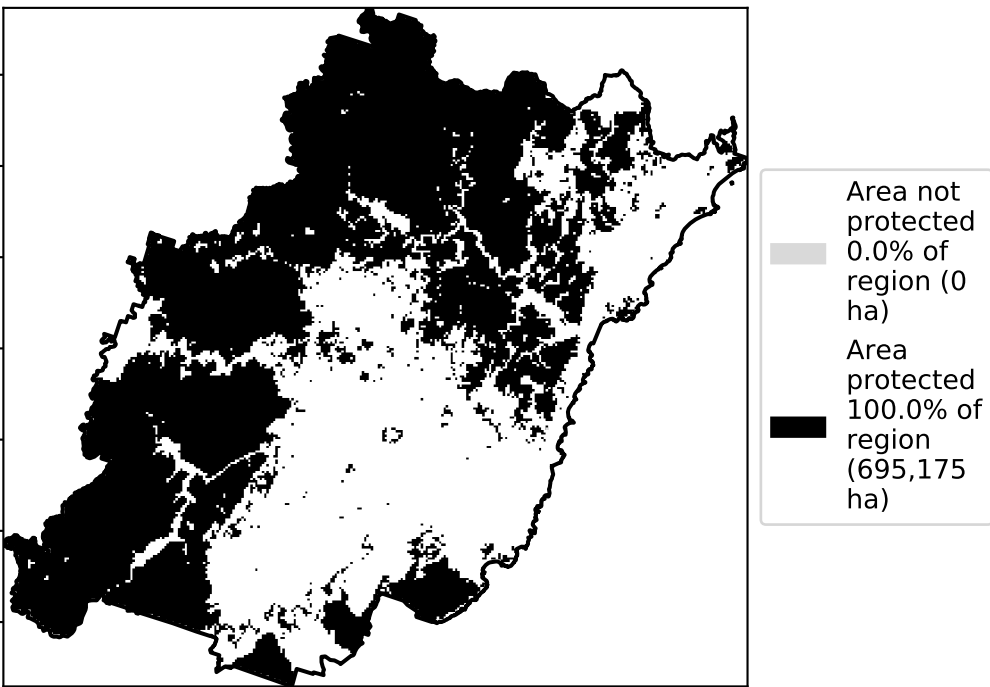 Area not
protected
0.0% of
region (0
ha)
Area
protected
100.0% of
region
(695,175
ha)